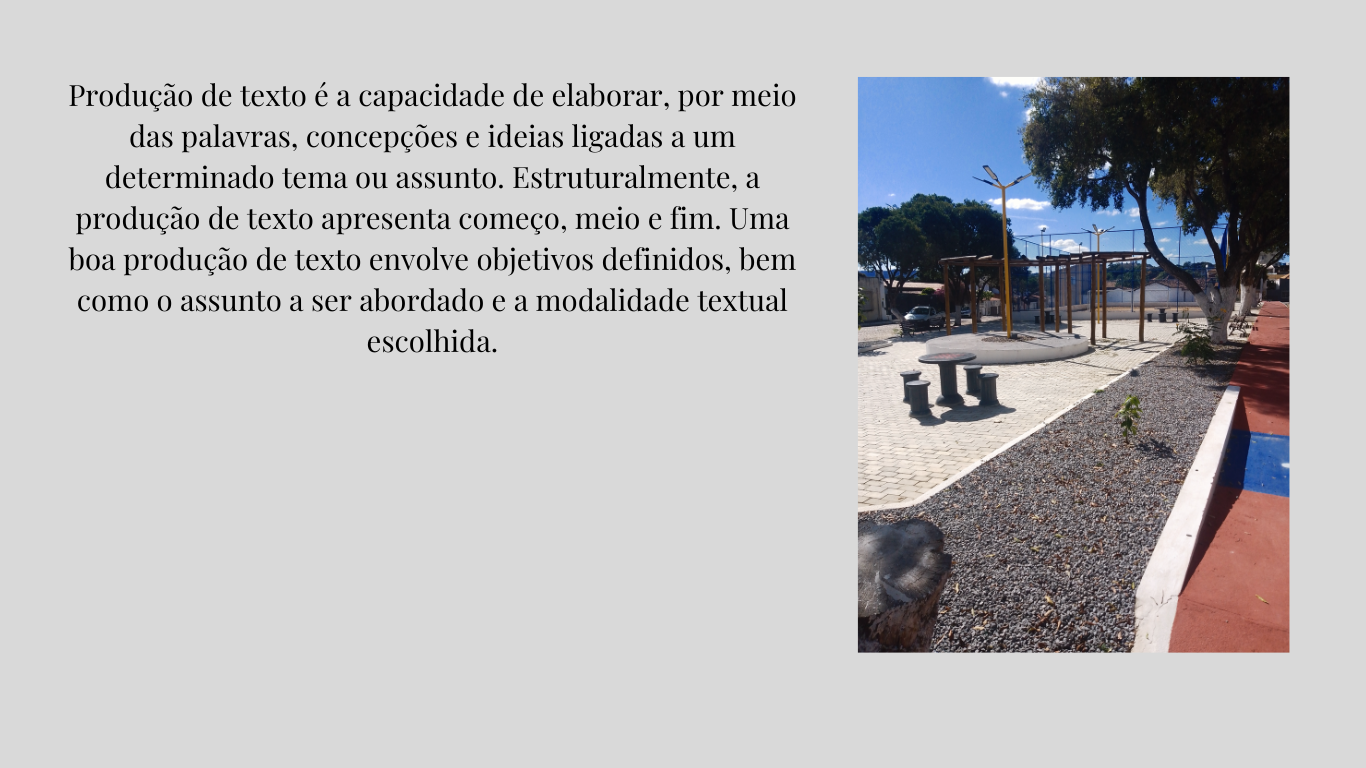 Produção de texto é a capacidade de elaborar, por meio
das palavras, concepções e ideias ligadas a um
determinado tema ou assunto. Estruturalmente, a
produção de texto apresenta começo, meio e fim. Uma
boa produção de texto envolve objetivos definidos, bem
como o assunto a ser abordado e a modalidade textual
escolhida.